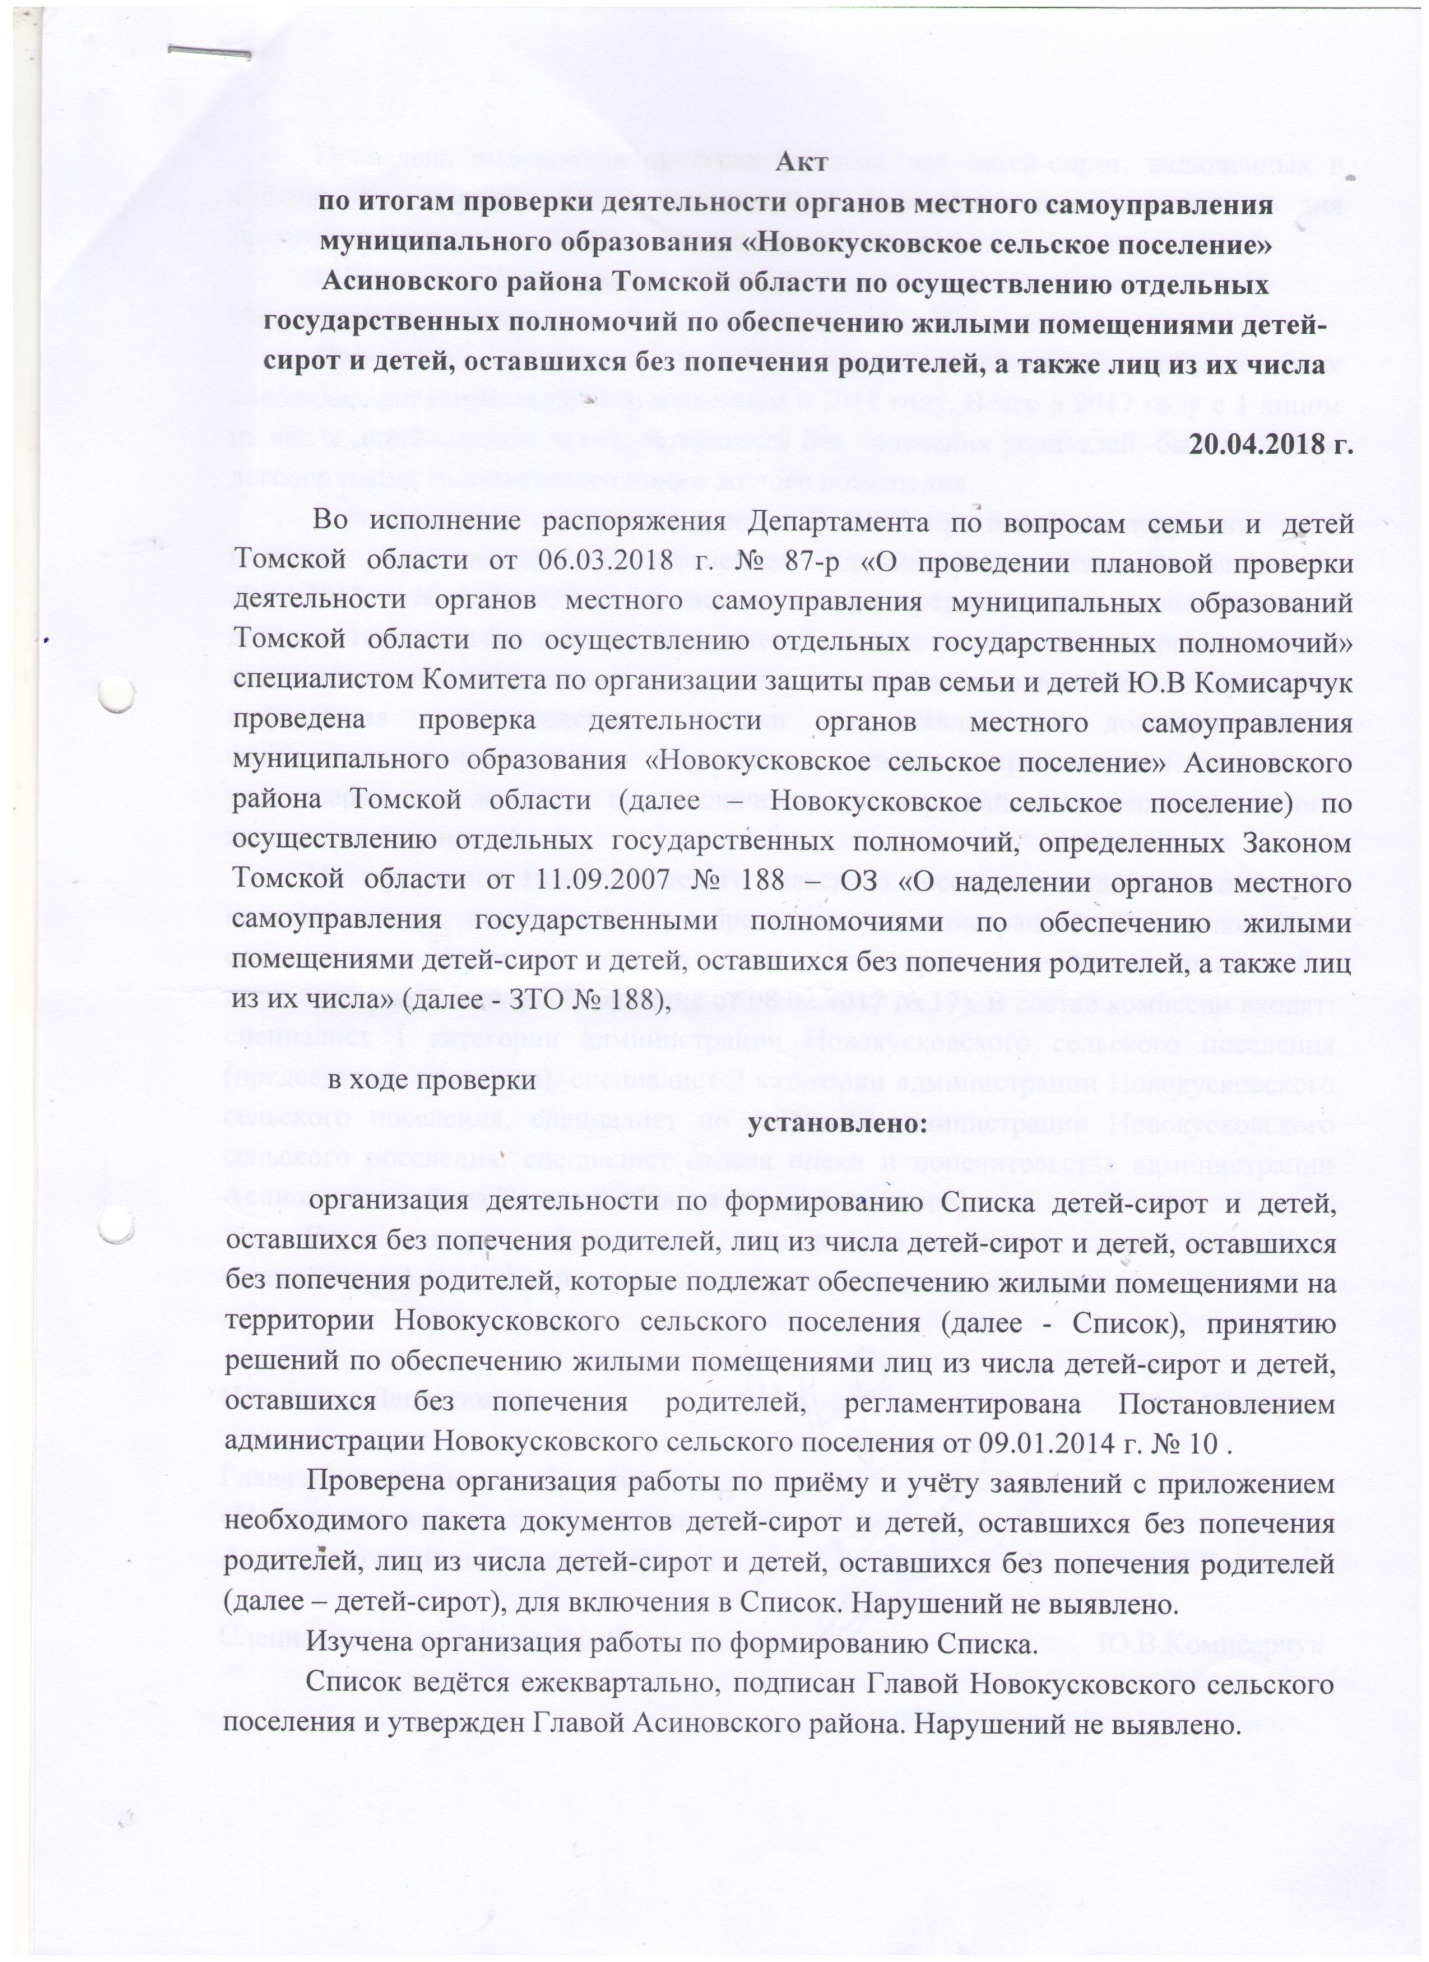 Акт
по итогам проверки деятельности органов местного самоуправления
муниципального образования «Новокусковское сельское поселение»
Асиновского района Томской области по осуществлению отдельных
государственных полномочий по обеспечению жилыми помещениями детей-
сирот и детей, оставшихся без попечения родителей, а также лиц из их числа
20.04.2018 г.
Во исполнение распоряжения Департамента по вопросам семьи и детей
Томской области от 06.03.2018 г. № 87-р «О проведении плановой проверки
деятельности органов местного самоуправления муниципальных образований
Томской области по осуществлению отдельных государственных полномочий»
специалистом Комитета по организации защиты прав семьи и детей Ю.В Комисарчук
проведена проверка деятельности органов местного самоуправления
муниципального образования «Новокусковское сельское поселение» Асиновского
района Томской области (далее – Новокусковское сельское поселение) по
осуществлению отдельных государственных полномочий, определенных Законом
Томской области от 11.09.2007 № 188 – ОЗ «О наделении органов местного
самоуправления государственными полномочиями по обеспечению жилыми
помещениями детей-сирот и детей, оставшихся без попечения родителей, а также лиц
из их числа» (далее - ЗТО № 188),
в ходе проверки
установлено:
организация деятельности по формированию Списка детей-сирот и детей,
оставшихся без попечения родителей, лиц из числа детей-сирот и детей, оставшихся
без попечения родителей, которые подлежат обеспечению жилыми помещениями на
территории Новокусковского сельского поселения (далее - Список), принятию
решений по обеспечению жилыми помещениями лиц из числа детей-сирот и детей,
оставшихся без попечения родителей, регламентирована Постановлением
администрации Новокусковского сельского поселения от 09.01.2014 г. № 10 .
Проверена организация работы по приёму и учёту заявлений с приложением
необходимого пакета документов детей-сирот и детей, оставшихся без попечения
родителей, лиц из числа детей-сирот и детей, оставшихся без попечения родителей
(далее – детей-сирот), для включения в Список. Нарушений не выявлено.
Изучена организация работы по формированию Списка.
Список ведётся ежеквартально, подписан Главой Новокусковского сельского
поселения и утвержден Главой Асиновского района. Нарушений не выявлено.